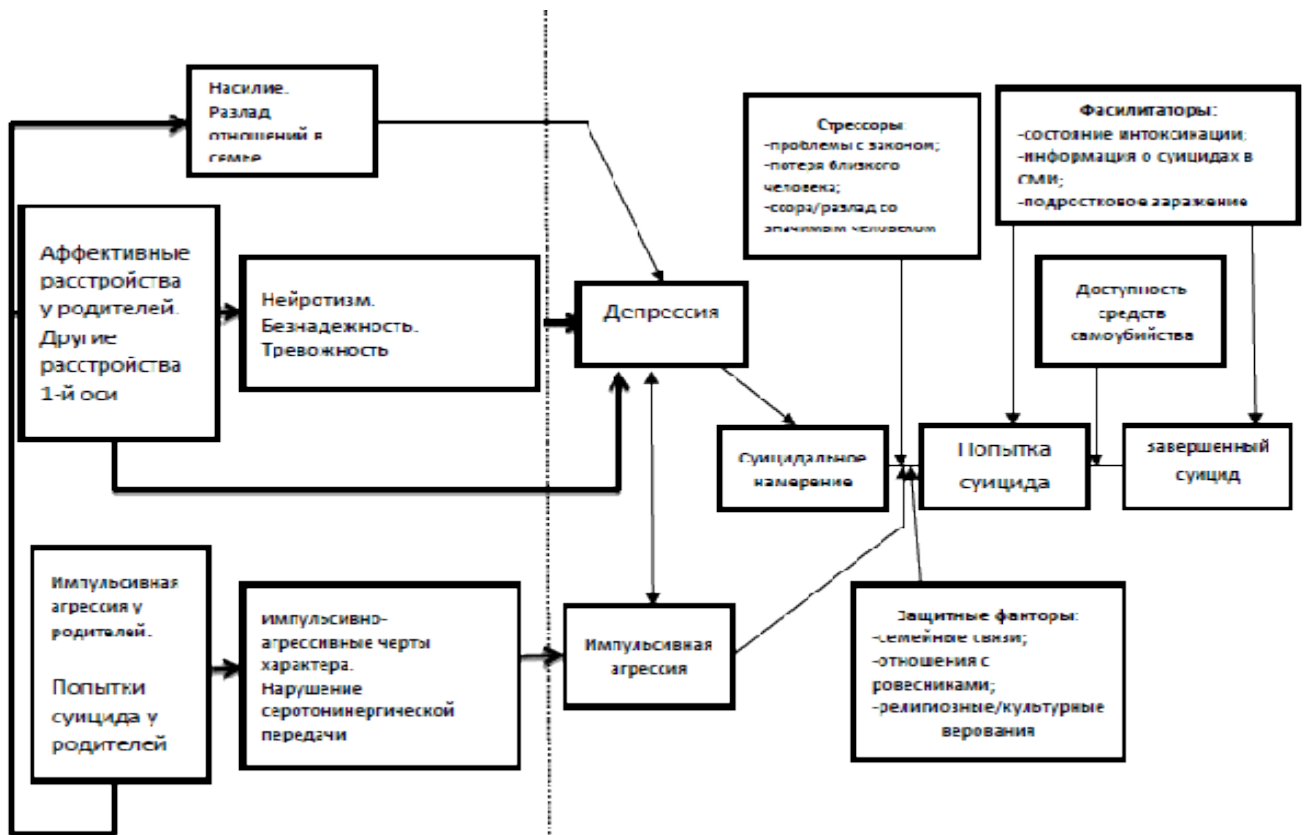 Насилие.
Разлад
отношений в
семье
Стрессоры:
-проблемы с законом;
-потеря близкого
человека;
-ссора/разлад со
значимым человеком
Фасилитаторы:
-состояние интоксикации;
-информация о суицидах в
СМИ;
-подростковое заражение
Аффективные
расстройства
у родителей.
Другие
расстройства
1-й оси
Нейротизм.
Безнадежность.
Тревожность
Депрессия
Доступность
средств
самоубийства
Суицидальное
намерение
Попытка
суицида
завершенный
суицид
Импульсивная
агрессия у
родителей.
Попытки
суицида у
родителей
Импульсивно-
агрессивные черты
характера.
Нарушение
серотонинергической
передачи
Импульсивная
агрессия
Защитные факторы:
-семейные связи;
-отношения с
ровесниками;
-религиозные/культурные
верования